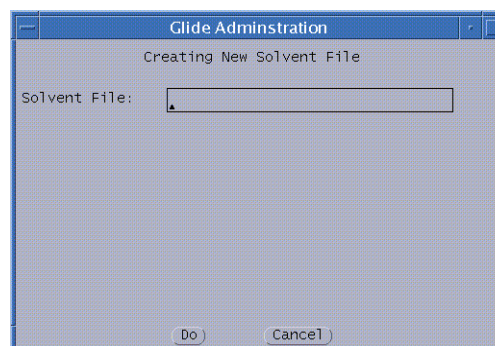 Glide Adminstration
Creating New Solvent File
Solvent File:
Do Cancel